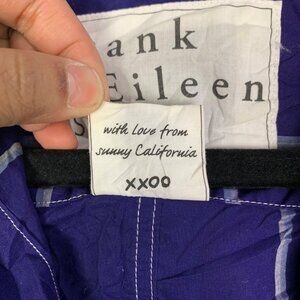 ank
Eileen
with love from
sunny California
XXOO